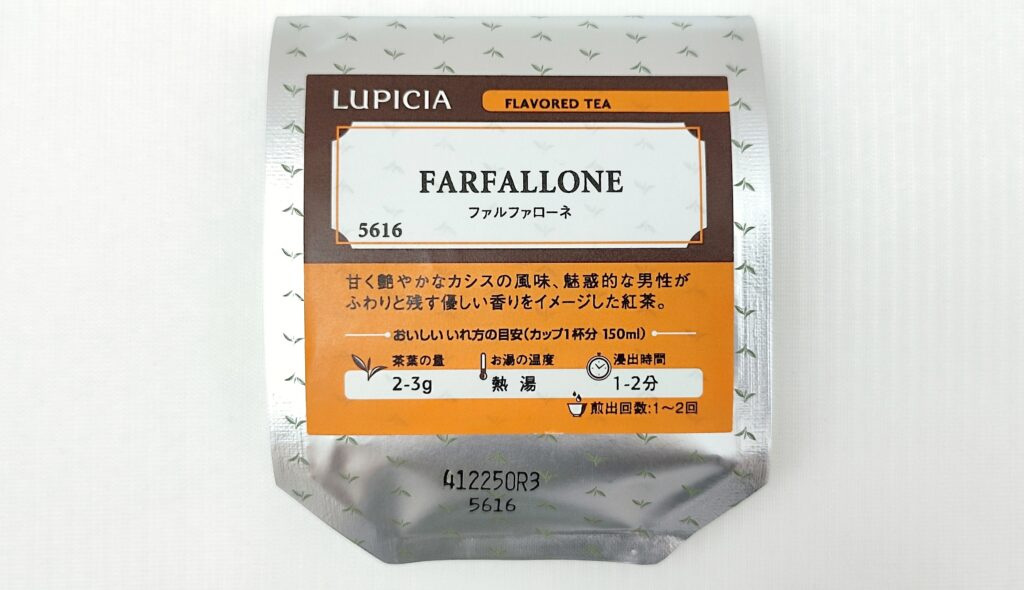 LUPICIA
FLAVORED TEA
FARFALLONE
ファルファローネ
5616
甘く艶やかなカシスの風味、魅惑的な男性が
ふわりと残す優しい香りをイメージした紅茶。
おいしい いれ方の目安(カップ1杯分 150ml)
茶葉の量 お湯の温度 浸出時間
2-3g 熱湯 1-2分
煎出回数:1〜2回
412250R3
5616